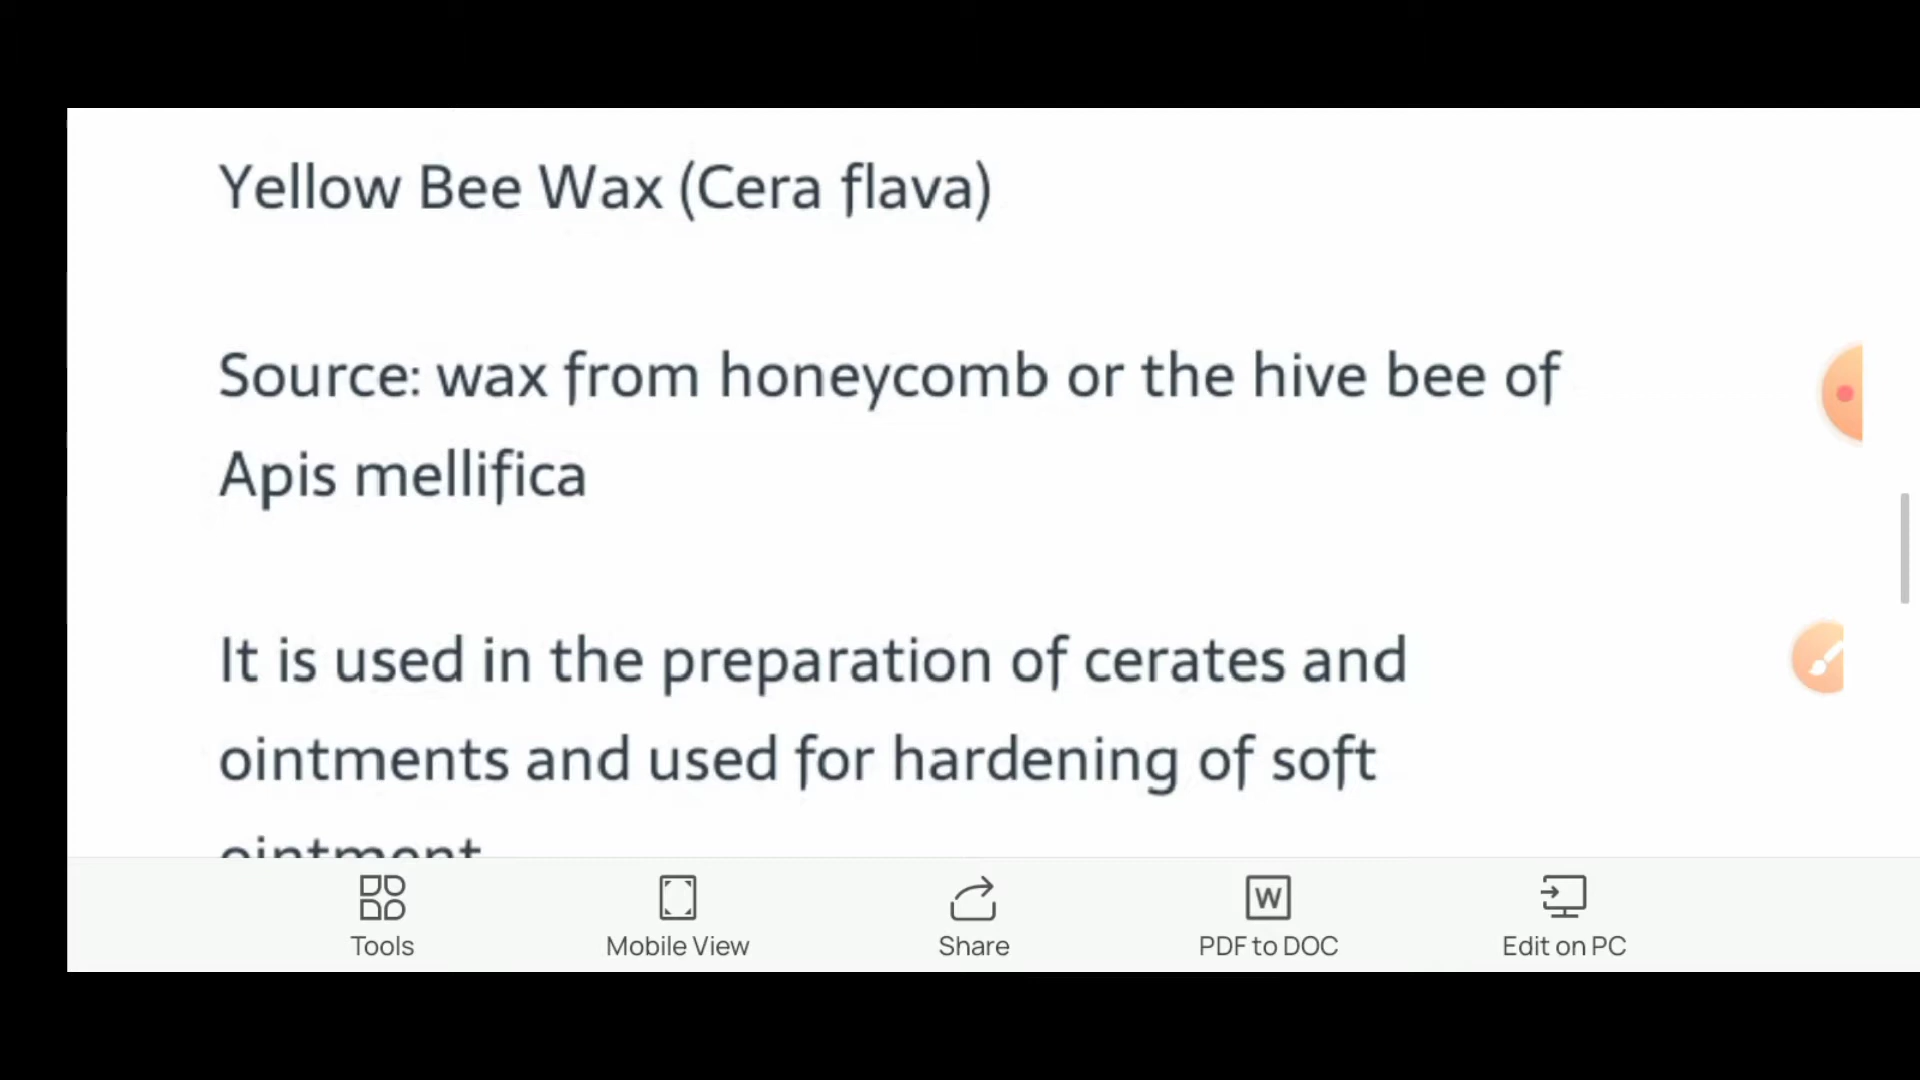 Yellow Bee Wax (Cera flava)
Source: wax from honeycomb or the hive bee of
Apis mellifica
It is used in the preparation of cerates and
ointments and used for hardening of soft
ointment
Tools
Mobile View
Share
W
PDF to DOC
Edit on PC